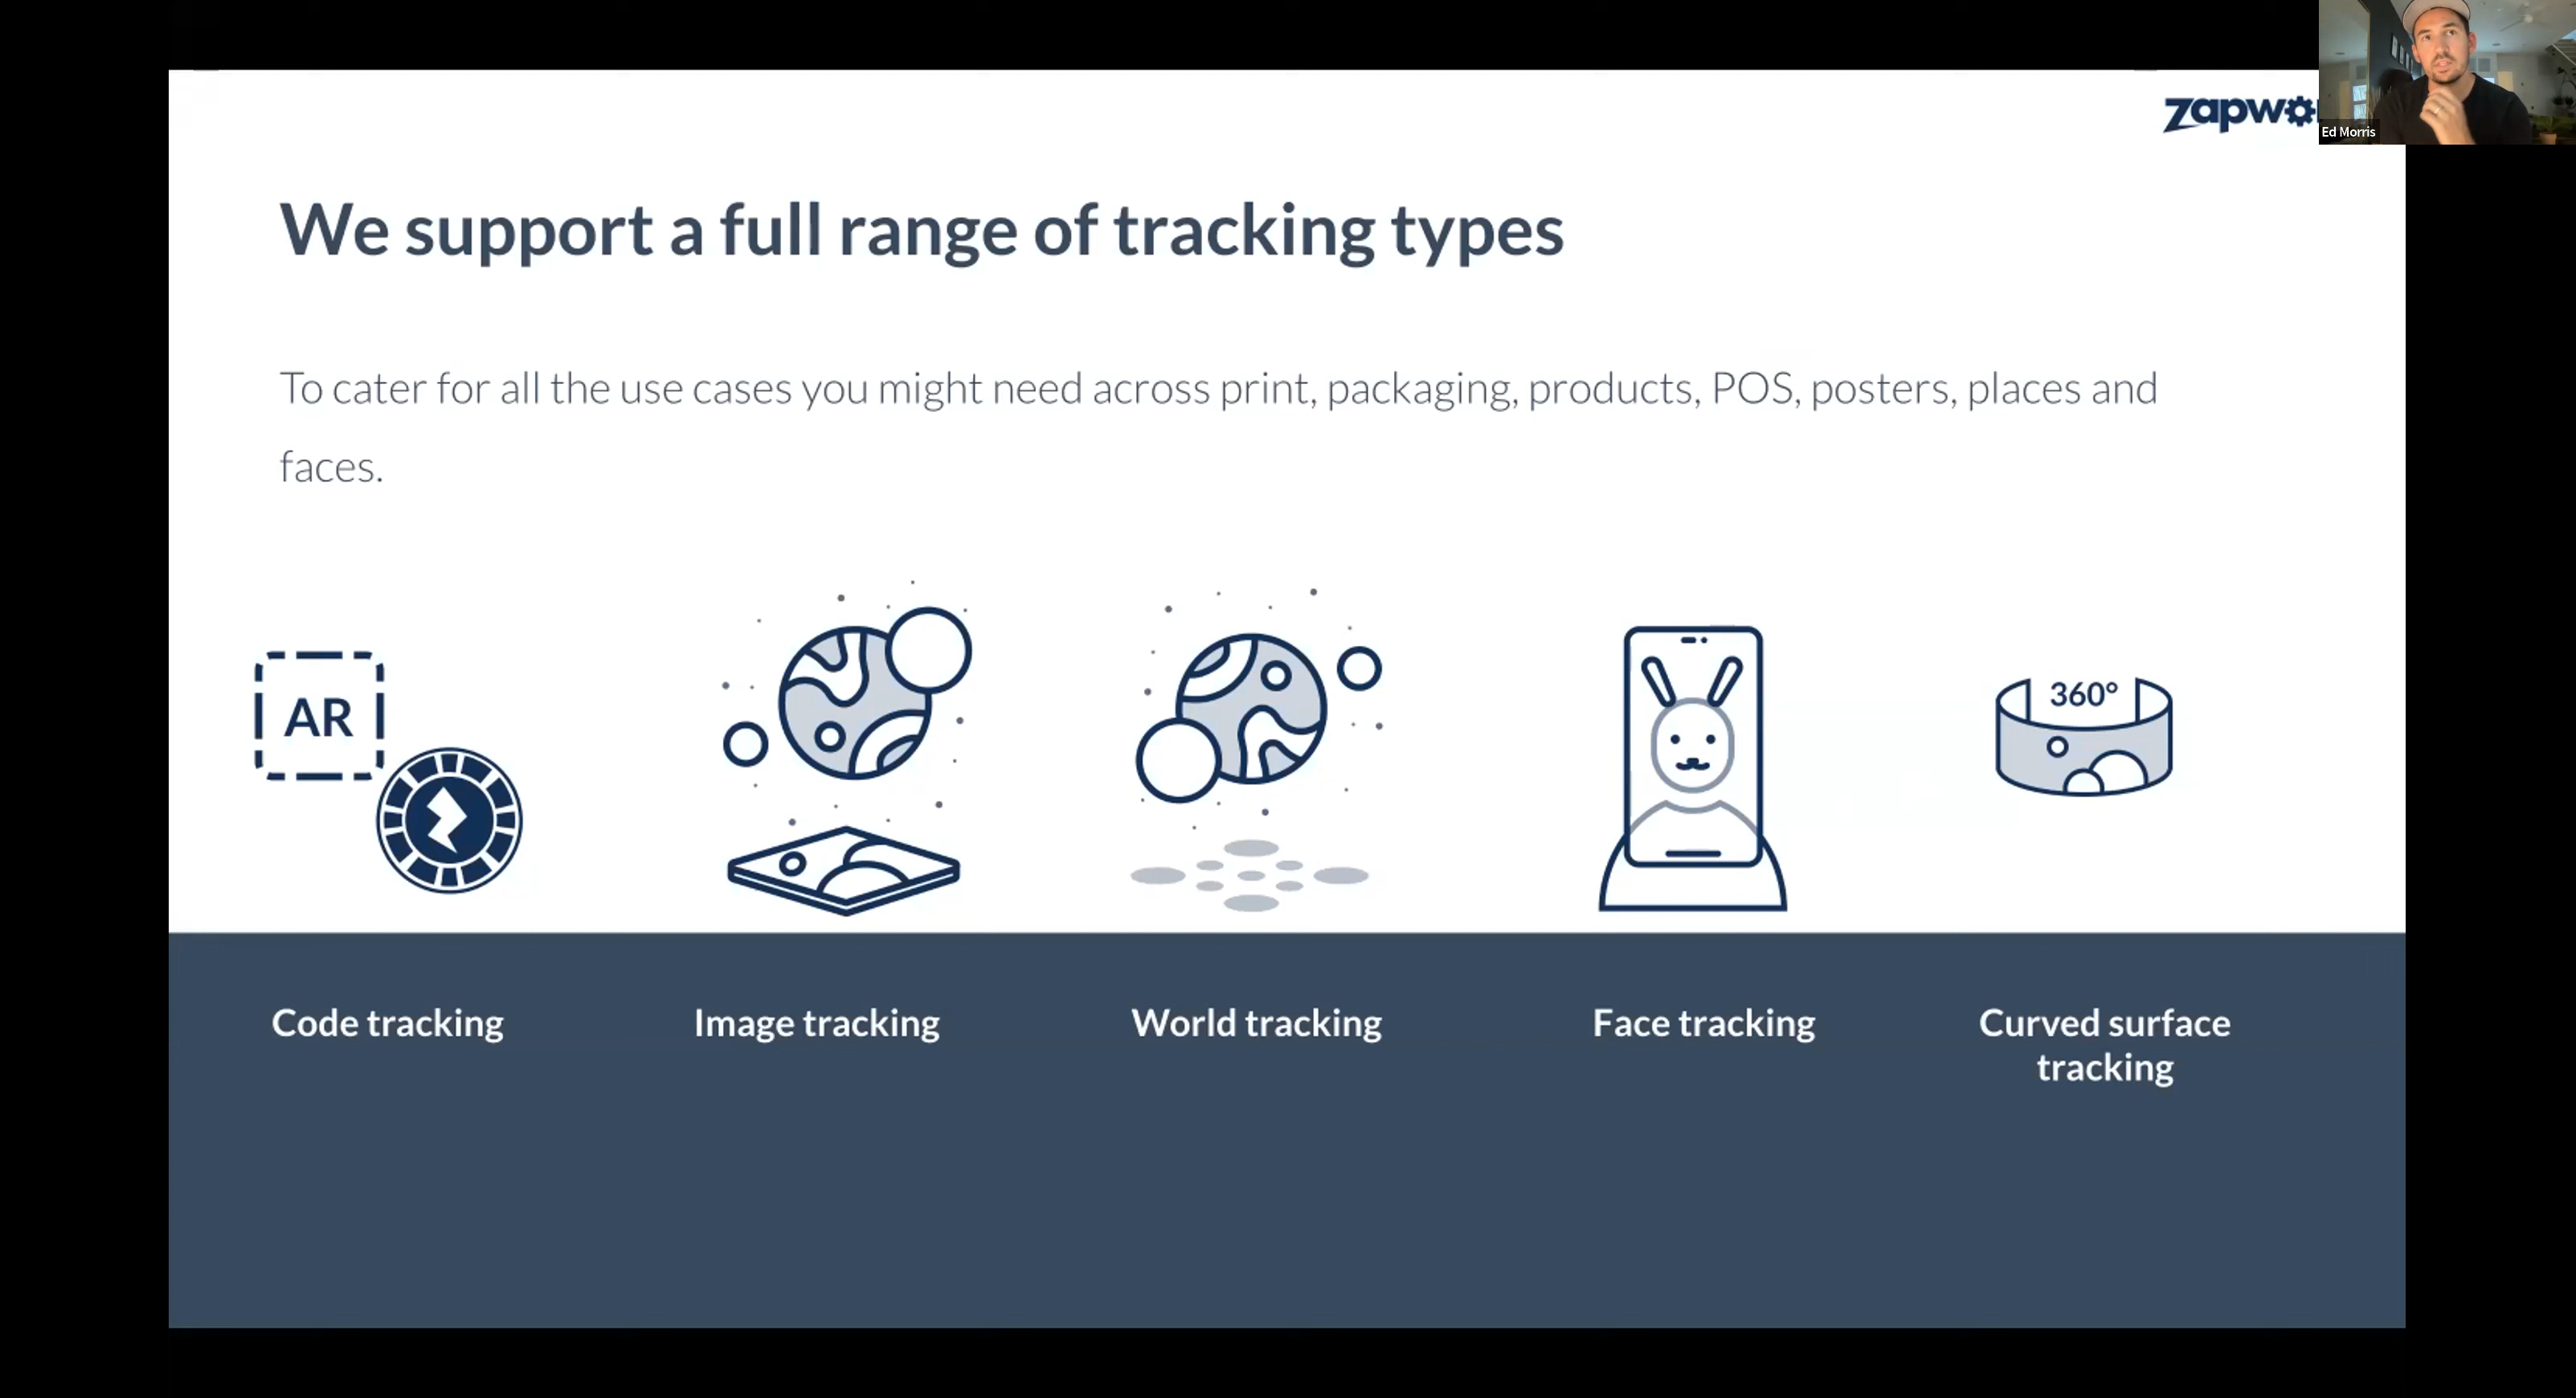 zapwo
Ed Morris
We support a full range of tracking types
To cater for all the use cases you might need across print, packaging, products, POS, posters, places and
faces.
AR
360°
Code tracking
Image tracking
World tracking
Face tracking
Curved surface
tracking